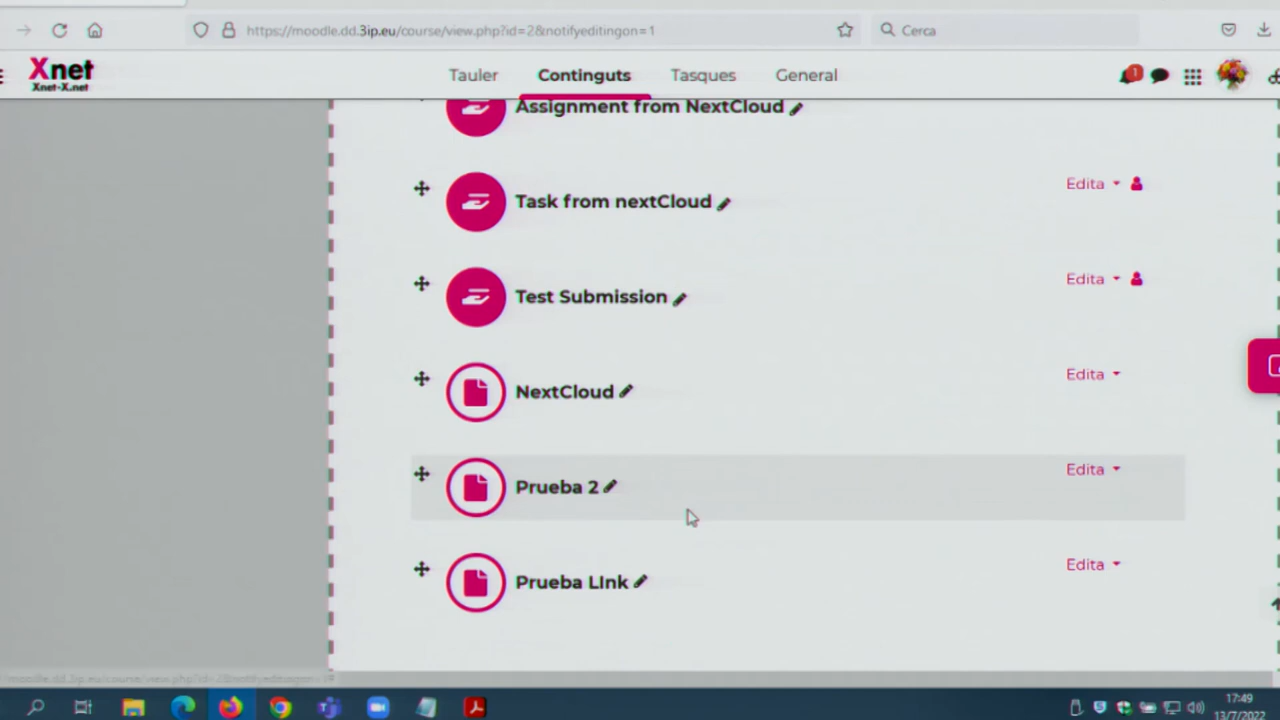 https://moodle.dd.3ip.eu/course/view.php?id=2&notifyeditingon=1
Cerca
Xnet
Xnet-X.net
Tauler
Continguts
Tasques
General
1
Assignment from NextCloud
Task from nextCloud
Edita
Test Submission
Edita
NextCloud
Edita
Prueba 2
Edita
Prueba LInk
Edita
17:49
13/7/2022